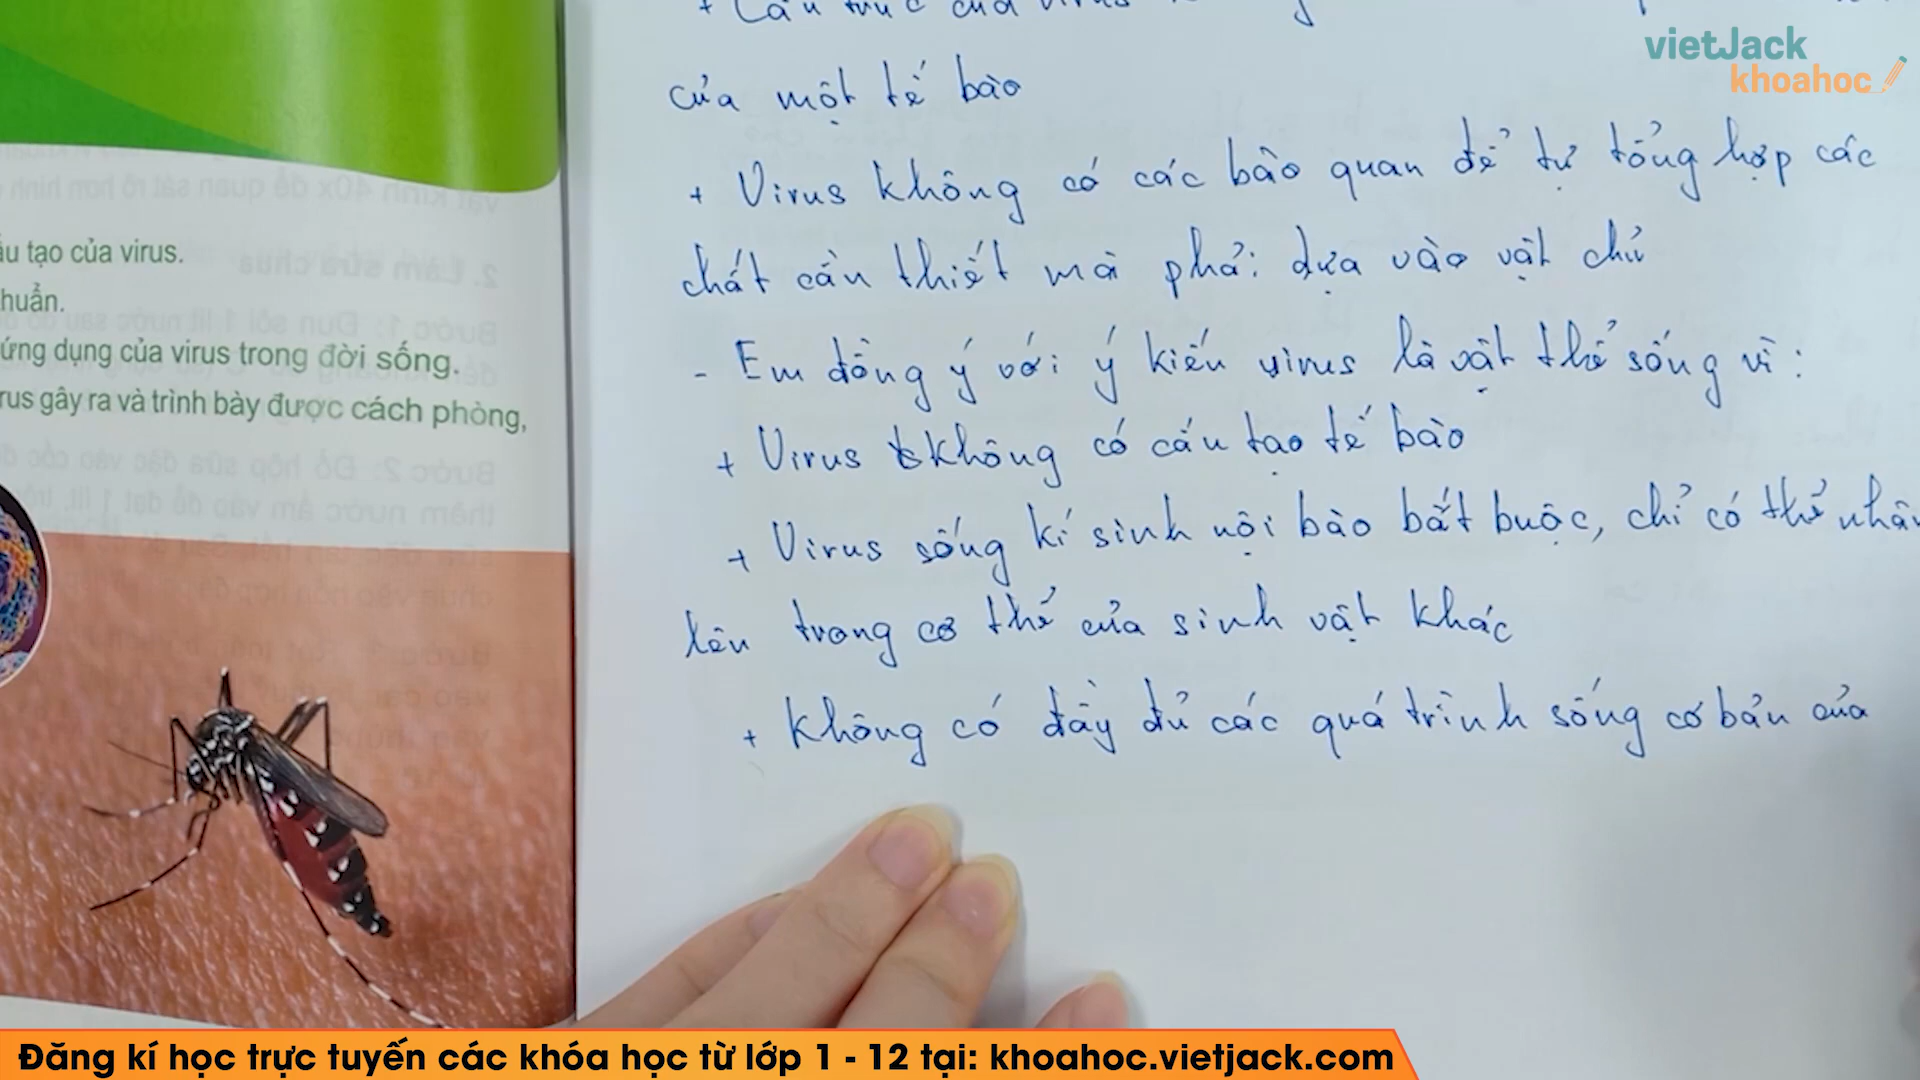 vietJack
khoahoc
của một tế bào
+ Virus không có các bào quan để tự tổng hợp các
chất cần thiết mà phải dựa vào vật chủ
- Em đồng ý với ý kiến virus là vật thể sống vì:
+ Virus không có cấu tạo tế bào
+ Virus sống kí sinh nội bào bắt buộc, chỉ có thể nhân
lên trong cơ thể của sinh vật khác
+ Không có đầy đủ các quá trình sống cơ bản của
tạo của virus.
ứng dụng của virus trong đời sống.
gây ra và trình bày được cách phòng,
Đăng kí học trực tuyến các khóa học từ lớp 1 - 12 tại: khoahoc.vietjack.com